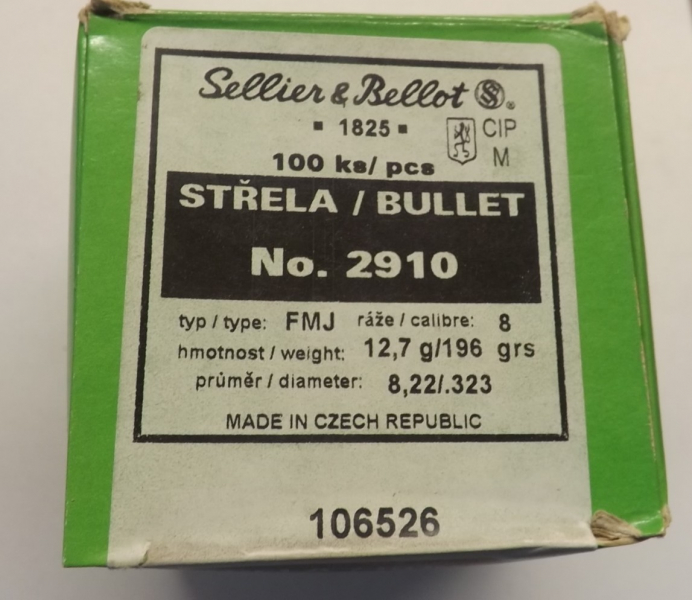 Sellier & Bellot SB®
▪ 1825 ▪ CIP
M
100 ks/ pcs
STŘELA / BULLET
No. 2910
typ / type: FMJ ráže / calibre: 8
hmotnost / weight: 12,7 g/196 grs
průměr / diameter: 8,22/.323
MADE IN CZECH REPUBLIC
106526